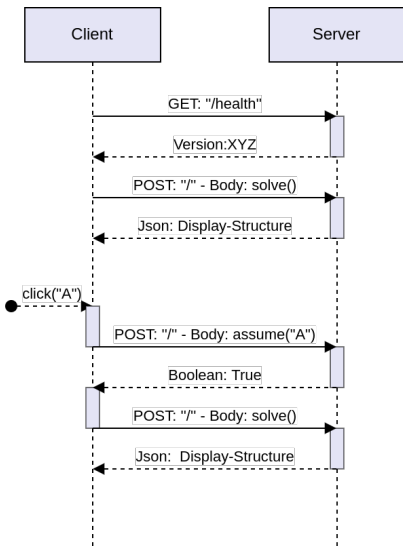 Client
Server
GET: "/health"
Version:XYZ
POST: "/" - Body: solve()
Json: Display-Structure
click("A")
POST: "/" - Body: assume("A")
Boolean: True
POST: "/" - Body: solve()
Json:  Display-Structure